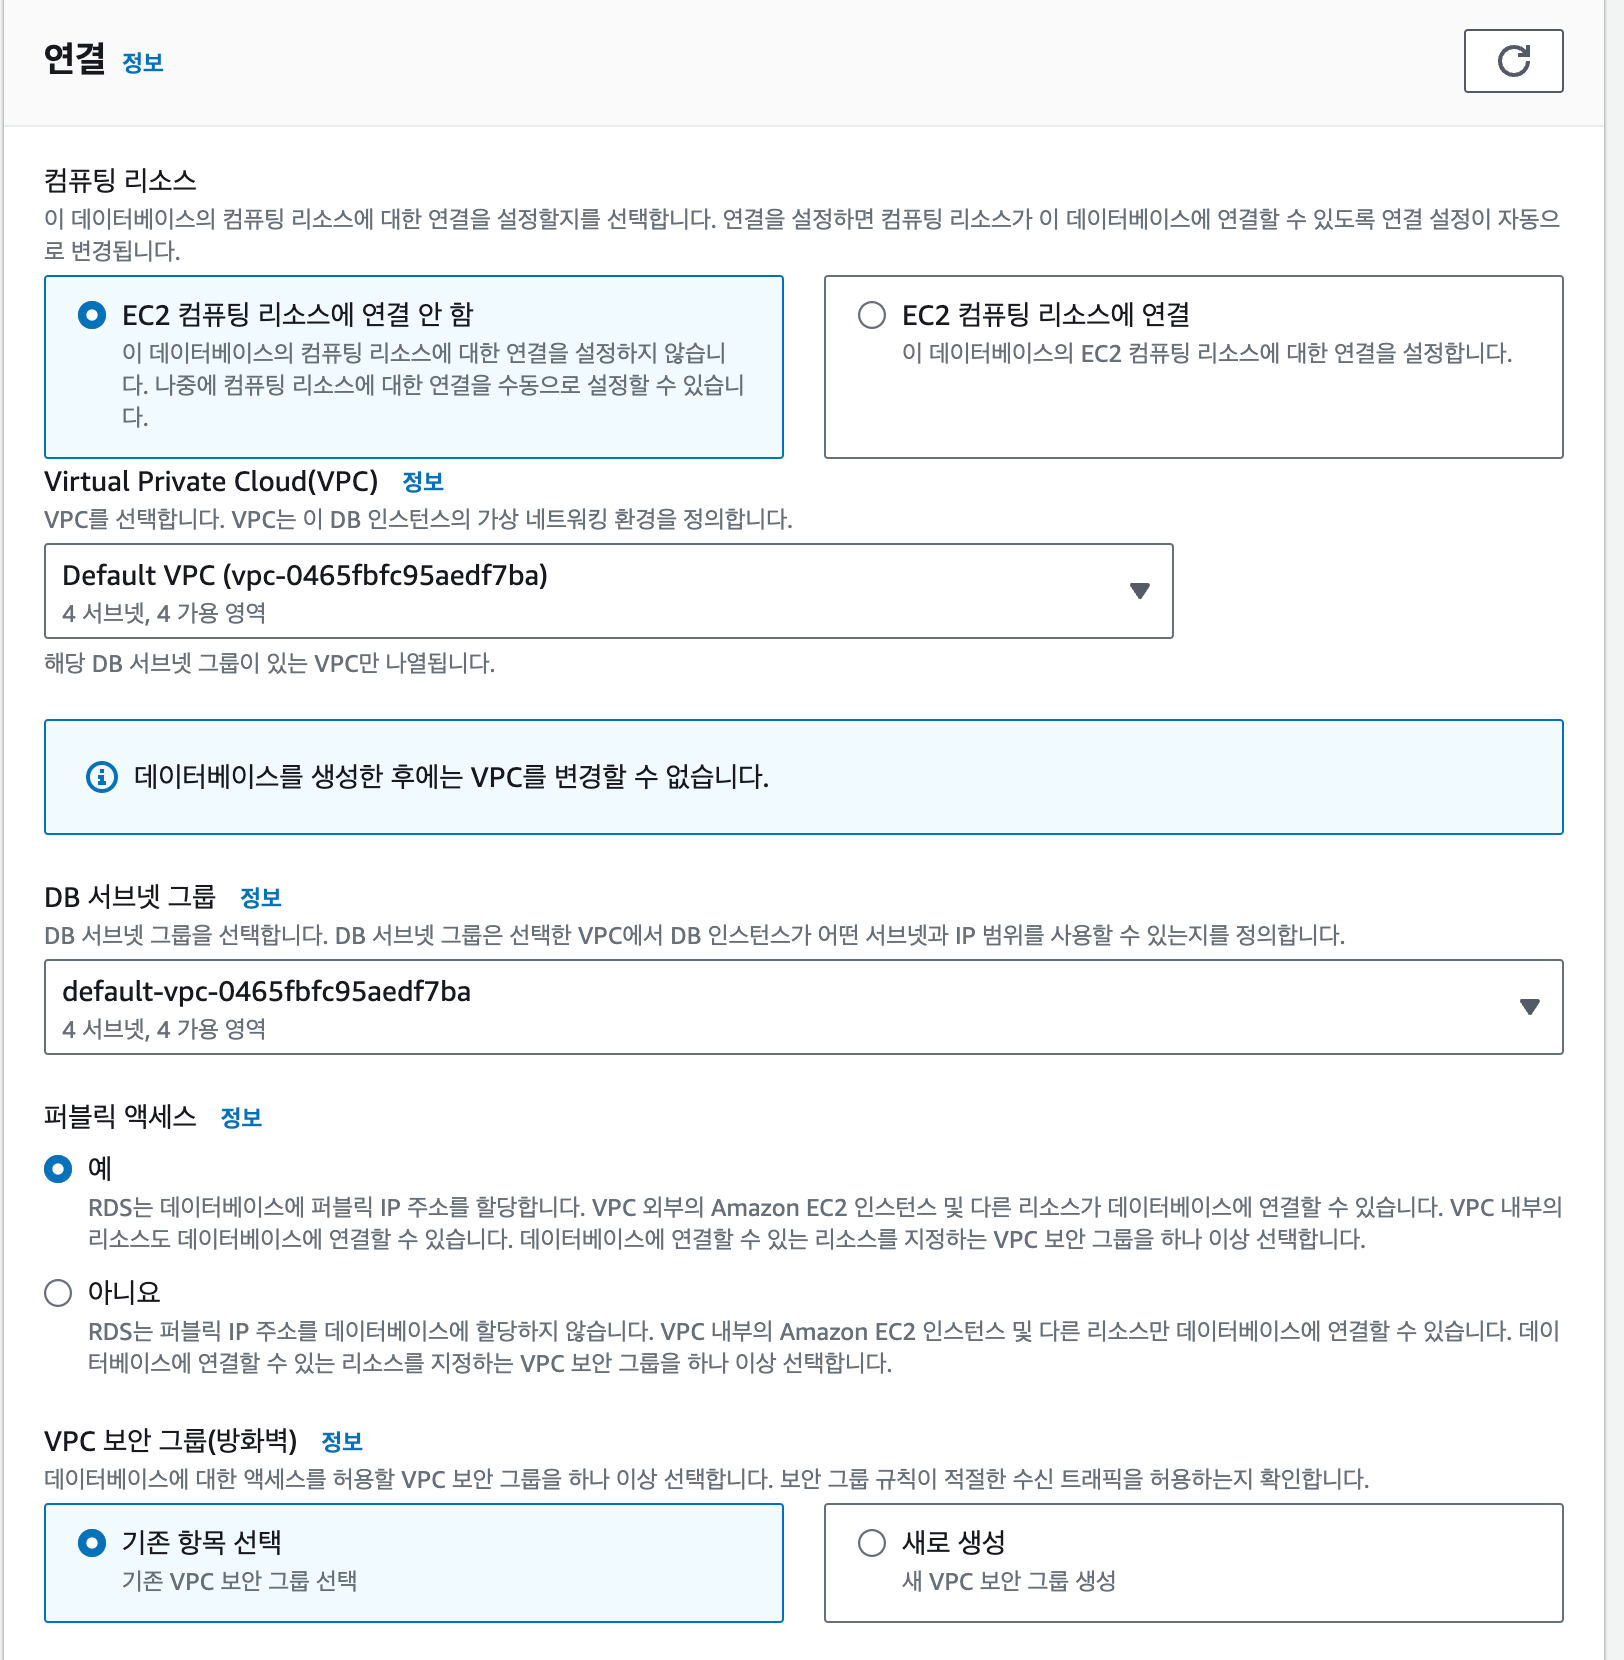 연결 정보
컴퓨팅 리소스
이 데이터베이스의 컴퓨팅 리소스에 대한 연결을 설정할지를 선택합니다. 연결을 설정하면 컴퓨팅 리소스가 이 데이터베이스에 연결할 수 있도록 연결 설정이 자동으
로 변경됩니다.
EC2 컴퓨팅 리소스에 연결 안 함
이 데이터베이스의 컴퓨팅 리소스에 대한 연결을 설정하지 않습니
다. 나중에 컴퓨팅 리소스에 대한 연결을 수동으로 설정할 수 있습니
다.
EC2 컴퓨팅 리소스에 연결
이 데이터베이스의 EC2 컴퓨팅 리소스에 대한 연결을 설정합니다.
Virtual Private Cloud(VPC) 정보
VPC를 선택합니다. VPC는 이 DB 인스턴스의 가상 네트워킹 환경을 정의합니다.
Default VPC (vpc-0465fbfc95aedf7ba)
4 서브넷, 4 가용 영역
해당 DB 서브넷 그룹이 있는 VPC만 나열됩니다.
데이터베이스를 생성한 후에는 VPC를 변경할 수 없습니다.
DB 서브넷 그룹 정보
DB 서브넷 그룹을 선택합니다. DB 서브넷 그룹은 선택한 VPC에서 DB 인스턴스가 어떤 서브넷과 IP 범위를 사용할 수 있는지를 정의합니다.
default-vpc-0465fbfc95aedf7ba
4 서브넷, 4 가용 영역
퍼블릭 액세스 정보
예
RDS는 데이터베이스에 퍼블릭 IP 주소를 할당합니다. VPC 외부의 Amazon EC2 인스턴스 및 다른 리소스가 데이터베이스에 연결할 수 있습니다. VPC 내부의
리소스도 데이터베이스에 연결할 수 있습니다. 데이터베이스에 연결할 수 있는 리소스를 지정하는 VPC 보안 그룹을 하나 이상 선택합니다.
아니요
RDS는 퍼블릭 IP 주소를 데이터베이스에 할당하지 않습니다. VPC 내부의 Amazon EC2 인스턴스 및 다른 리소스만 데이터베이스에 연결할 수 있습니다. 데이
터베이스에 연결할 수 있는 리소스를 지정하는 VPC 보안 그룹을 하나 이상 선택합니다.
VPC 보안 그룹(방화벽) 정보
데이터베이스에 대한 액세스를 허용할 VPC 보안 그룹을 하나 이상 선택합니다. 보안 그룹 규칙이 적절한 수신 트래픽을 허용하는지 확인합니다.
기존 항목 선택
기존 VPC 보안 그룹 선택
새로 생성
새 VPC 보안 그룹 생성